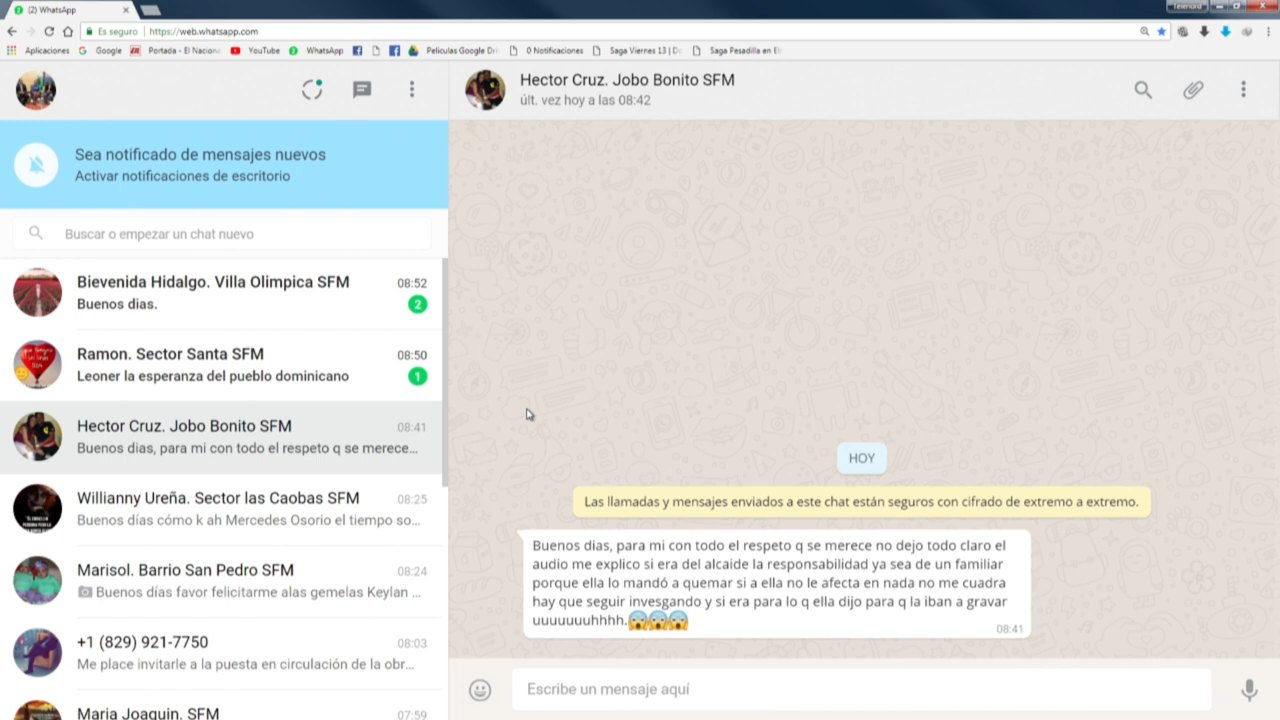 (2) WhatsApp
Telenord
Es seguro | https://web.whatsapp.com
Aplicaciones Google Portada - El Naciona YouTube WhatsApp Peliculas Google Dri 0 Notificaciones Saga Viernes 13 | D Saga Pesadilla en El
Hector Cruz. Jobo Bonito SFM
últ. vez hoy a las 08:42
Sea notificado de mensajes nuevos
Activar notificaciones de escritorio
Buscar o empezar un chat nuevo
Bievenida Hidalgo. Villa Olimpica SFM 08:52
Buenos dias. 2
Ramon. Sector Santa SFM 08:50
Leoner la esperanza del pueblo dominicano 1
Hector Cruz. Jobo Bonito SFM 08:41
Buenos dias, para mi con todo el respeto q se merece...
Willianny Ureña. Sector las Caobas SFM 08:25
Buenos días cómo k ah Mercedes Osorio el tiempo so...
Marisol. Barrio San Pedro SFM 08:24
Buenos días favor felicitarme alas gemelas Keylan ...
+1 (829) 921-7750 08:03
Me place invitarle a la puesta en circulación de la obr...
Maria Joaquin. SFM 07:59
HOY
Las llamadas y mensajes enviados a este chat están seguros con cifrado de extremo a extremo.
Buenos dias, para mi con todo el respeto q se merece no dejo todo claro el
audio me explico si era del alcaide la responsabilidad ya sea de un familiar
porque ella lo mandó a quemar si a ella no le afecta en nada no me cuadra
hay que seguir invesgando y si era para lo q ella dijo para q la iban a gravar
uuuuuuuhhhh.😱😱😱
08:41
Escribe un mensaje aquí